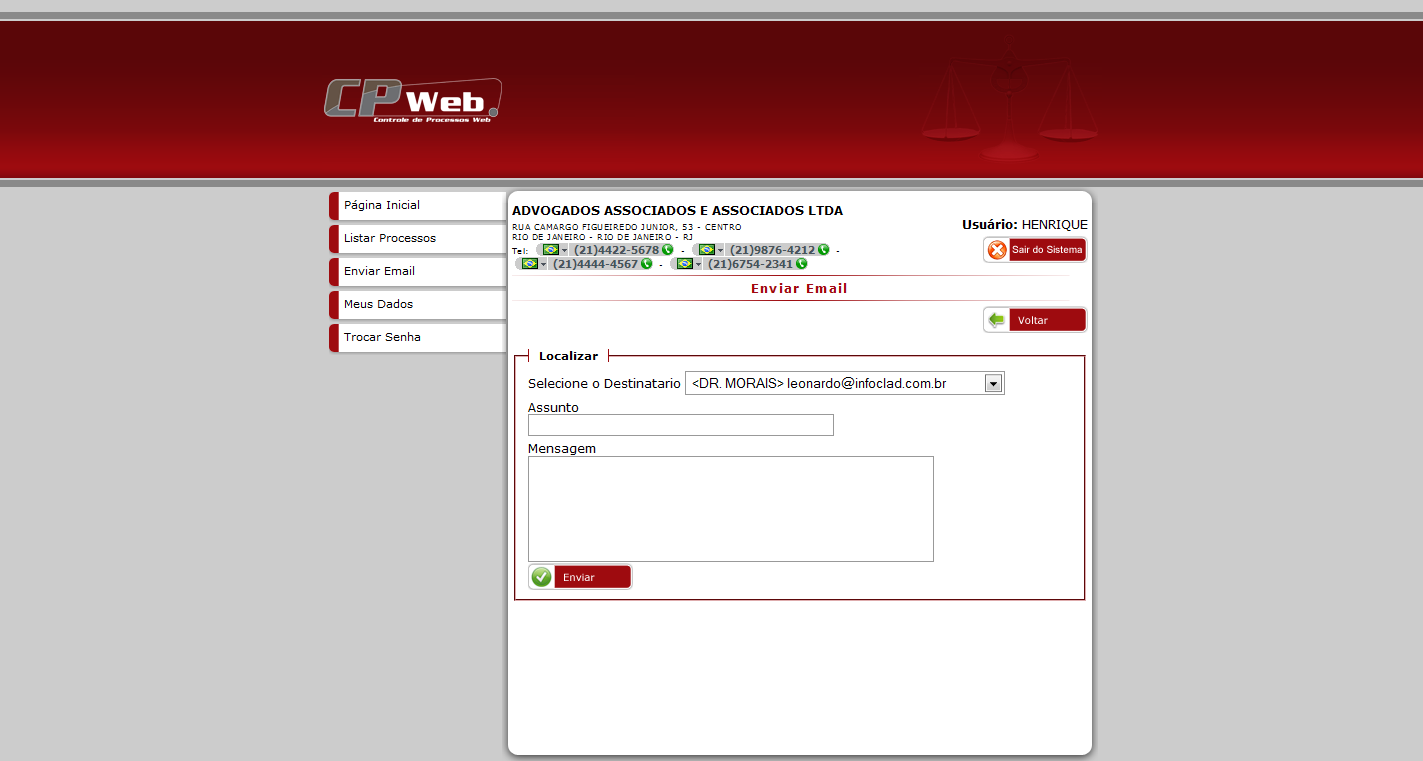 CP Web.
Controle de Processos Web
Página Inicial
Listar Processos
Enviar Email
Meus Dados
Trocar Senha
ADVOGADOS ASSOCIADOS E ASSOCIADOS LTDA
RUA CAMARGO FIGUEIREDO JUNIOR, 53 - CENTRO
RIO DE JANEIRO - RIO DE JANEIRO - RJ
Tel: (21)4422-5678 - (21)9876-4212 -
(21)4444-4567 - (21)6754-2341
Usuário: HENRIQUE
Sair do Sistema
Enviar Email
Voltar
Localizar
Selecione o Destinatario <DR. MORAIS> leonardo@infoclad.com.br
Assunto
Mensagem
Enviar